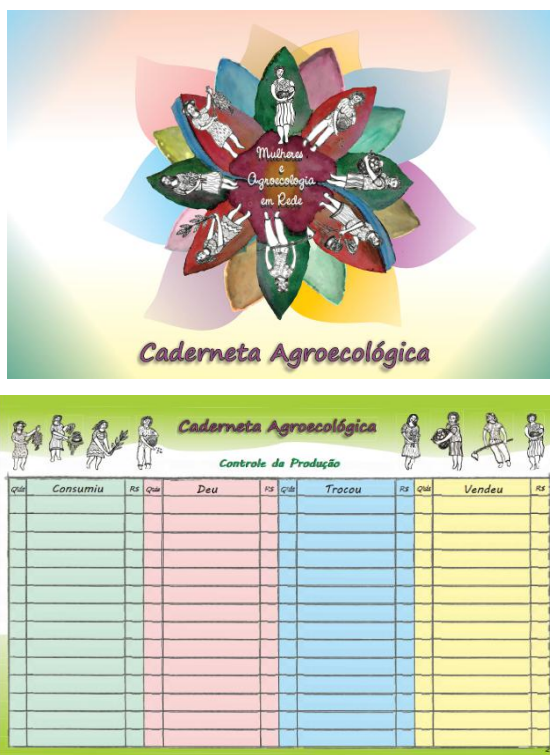 Mulheres
e
Agroecologia
em Rede
Caderneta Agroecológica
Caderneta Agroecológica
Controle da Produção
Qtde Consumiu R$ Qtde Deu R$ Qtde Trocou R$ Qtde Vendeu R$